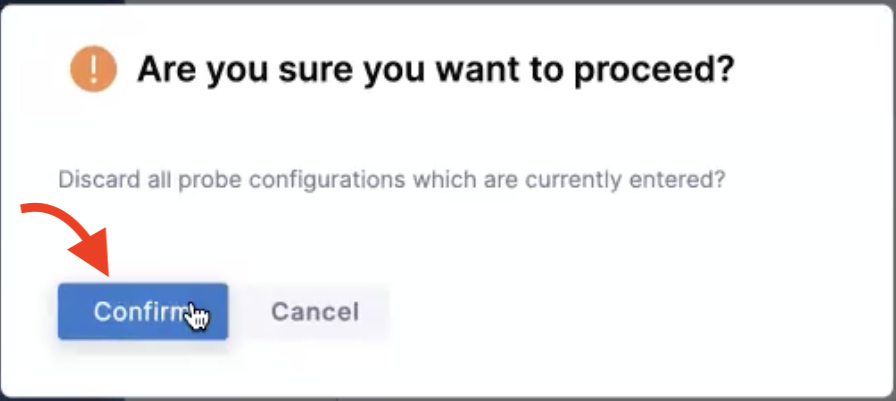 Are you sure you want to proceed?
Discard all probe configurations which are currently entered?
Confirm
Cancel